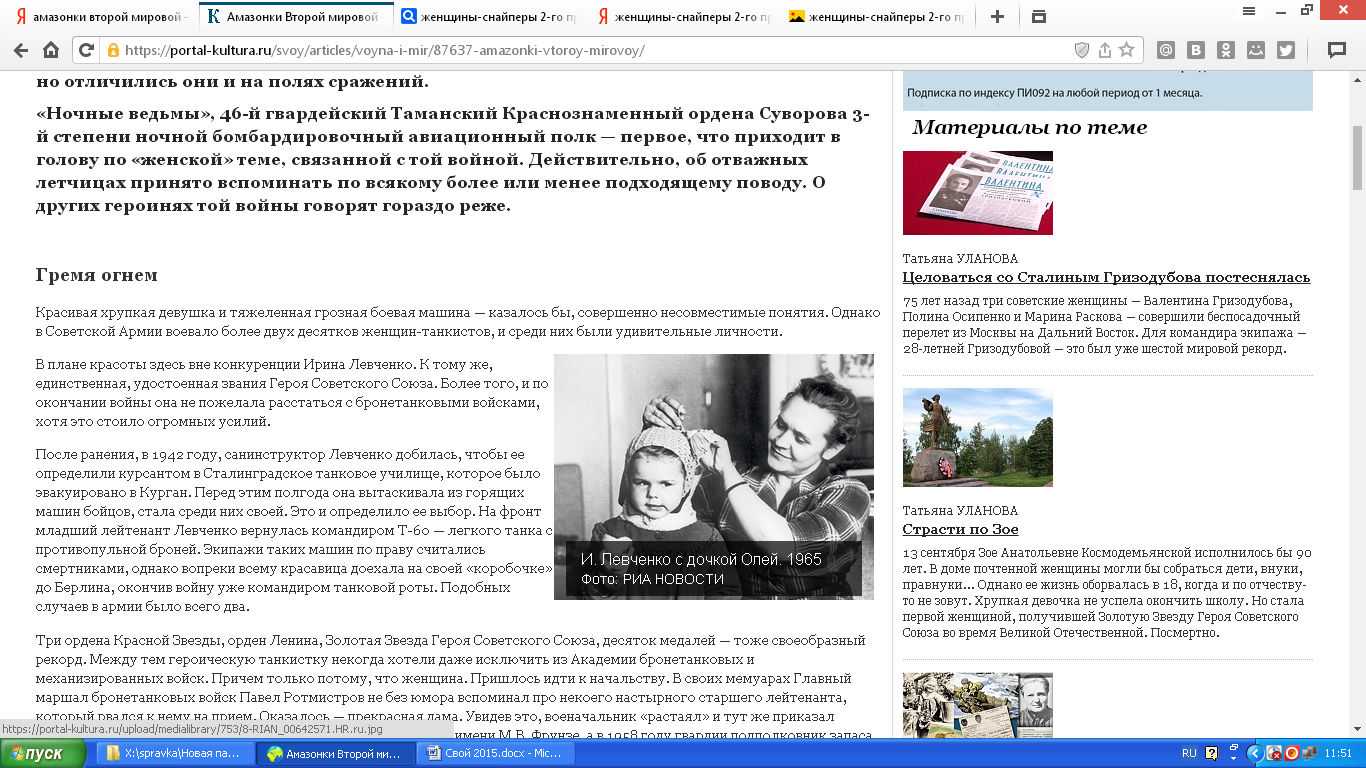 амазонки второй мировой -
Амазонки Второй мировой -
женщины-снайперы 2-го пр
женщины-снайперы 2-го пр
женщины-снайперы 2-го пр
https://portal-kultura.ru/svoy/articles/voyna-i-mir/87637-amazonki-vtoroy-mirovoy/
но отличились они и на полях сражений.
«Ночные ведьмы», 46-й гвардейский Таманский Краснознаменный ордена Суворова 3-
й степени ночной бомбардировочный авиационный полк — первое, что приходит в
голову по «женской» теме, связанной с той войной. Действительно, об отважных
летчицах принято вспоминать по всякому более или менее подходящему поводу. О
других героинях той войны говорят гораздо реже.
Гремя огнем
Красивая хрупкая девушка и тяжеленная грозная боевая машина — казалось бы, совершенно несовместимые понятия. Однако
в Советской Армии воевало более двух десятков женщин-танкистов, и среди них были удивительные личности.
В плане красоты здесь вне конкуренции Ирина Левченко. К тому же,
единственная, удостоенная звания Героя Советского Союза. Более того, и по
окончании войны она не пожелала расстаться с бронетанковыми войсками,
хотя это стоило огромных усилий.
После ранения, в 1942 году, санинструктор Левченко добилась, чтобы ее
определили курсантом в Сталинградское танковое училище, которое было
эвакуировано в Курган. Перед этим полгода она вытаскивала из горящих
машин бойцов, стала среди них своей. Это и определило ее выбор. На фронт
младший лейтенант Левченко вернулась командиром Т-60 — легкого танка с
противопульной броней. Экипажи таких машин по праву считались
смертниками, однако вопреки всему красавица доехала на своей «коробочке»
до Берлина, окончив войну уже командиром танковой роты. Подобных
случаев в армии было всего два.
И. Левченко с дочкой Олей. 1965
Фото: РИА НОВОСТИ
Три ордена Красной Звезды, орден Ленина, Золотая Звезда Героя Советского Союза, десяток медалей — тоже своеобразный
рекорд. Между тем героическую танкистку некогда хотели даже исключить из Академии бронетанковых и
механизированных войск. Причем только потому, что женщина. Пришлось идти к начальству. В своих мемуарах Главный
маршал бронетанковых войск Павел Ротмистров не без юмора вспоминал про некоего настырного старшего лейтенанта,
который рвался к нему на прием. Оказалось — прекрасная дама. Увидев это, военачальник «растаял» и тут же приказал
имени М.В. Фрунзе, а в 1958 году гвардии подполковник запаса
Подписка по индексу ПИ092 на любой период от 1 месяца.
Материалы по теме
ВАЛЕНТИНА
ВАЛЕНТИНА
ВАЛЕНТИНА
Татьяна УЛАНОВА
Целоваться со Сталиным Гризодубова постеснялась
75 лет назад три советские женщины — Валентина Гризодубова,
Полина Осипенко и Марина Раскова — совершили беспосадочный
перелет из Москвы на Дальний Восток. Для командира экипажа —
28-летней Гризодубовой — это был уже шестой мировой рекорд.
Татьяна УЛАНОВА
Страсти по Зое
13 сентября Зое Анатольевне Космодемьянской исполнилось бы 90
лет. В доме почтенной женщины могли бы собраться дети, внуки,
правнуки... Однако ее жизнь оборвалась в 18, когда и по отчеству-
то не зовут. Хрупкая девочка не успела окончить школу. Но стала
первой женщиной, получившей Золотую Звезду Героя Советского
Союза во время Великой Отечественной. Посмертно.
https://portal-kultura.ru/upload/medialibrary/753/8-RIAN_00642571.HR.ru.jpg
пуск
X:\spravka\Новая па...
Амазонки Второй ми...
Свой 2015.docx - Mic...
RU
11:51